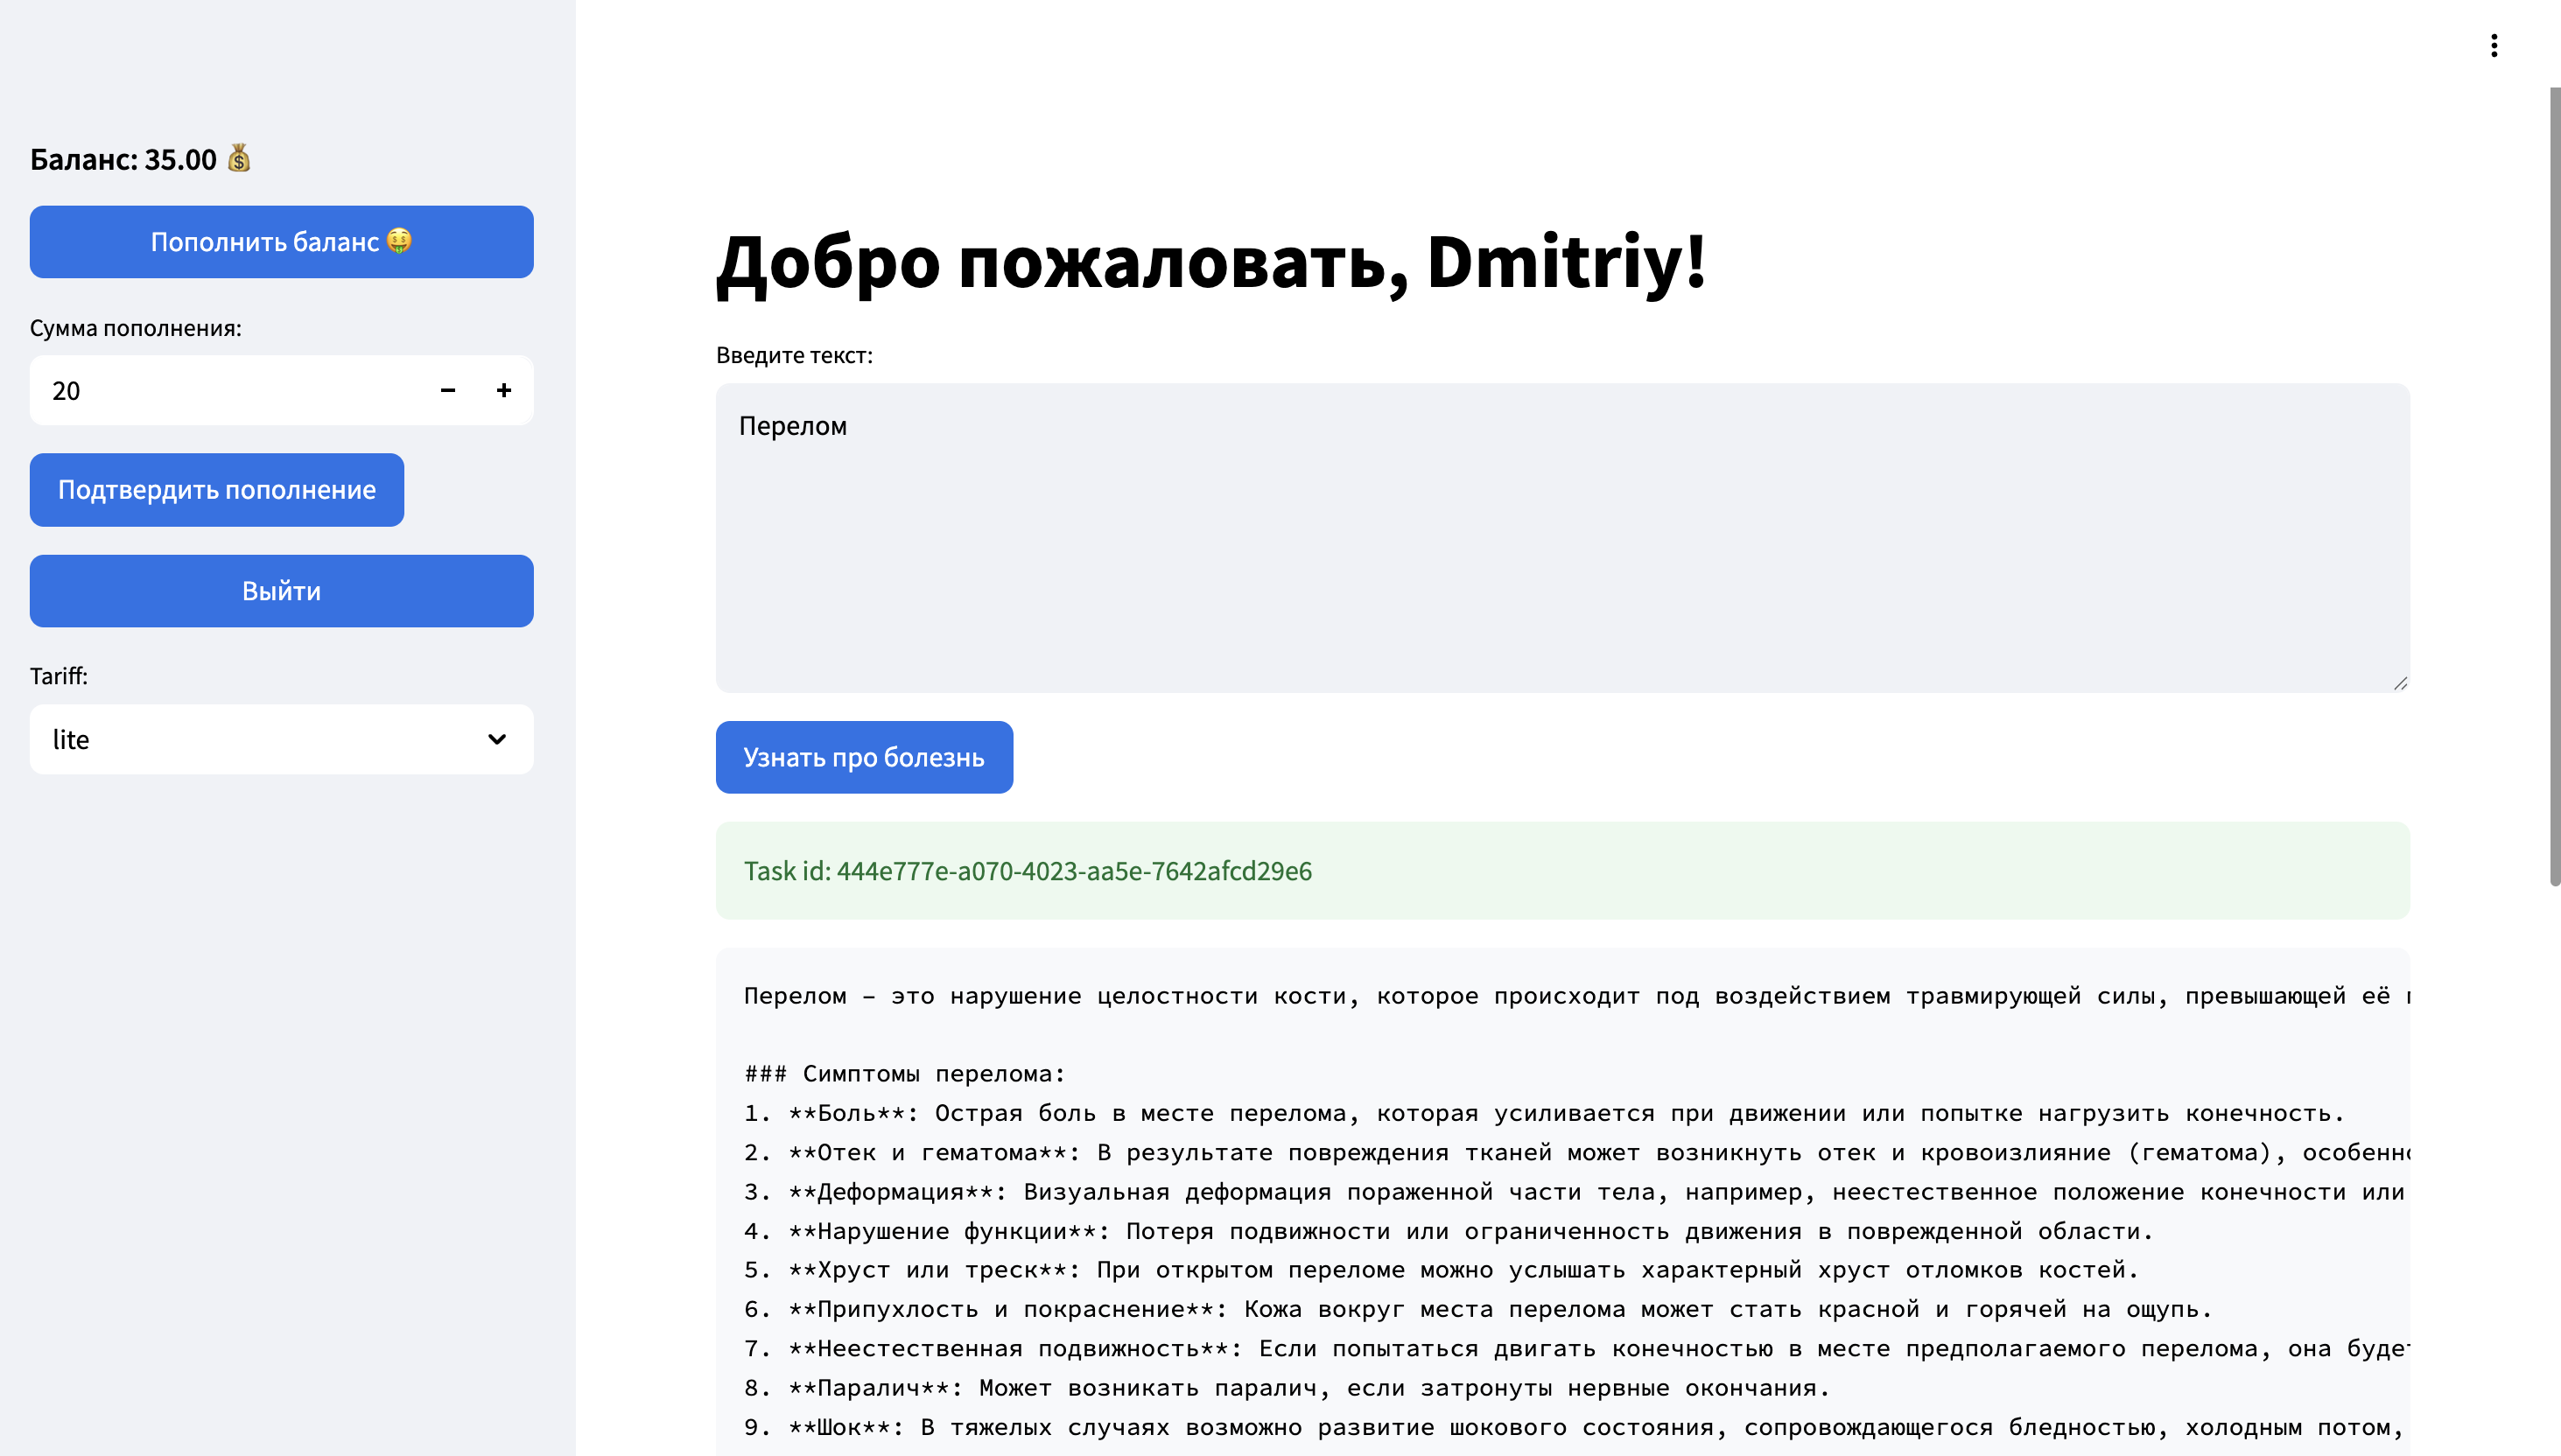 Баланс: 35.00 💰
Пополнить баланс 🤑
Сумма пополнения:
20
Подтвердить пополнение
Выйти
Tariff:
lite
Добро пожаловать, Dmitriy!
Введите текст:
Перелом
Узнать про болезнь
Task id: 444e777e-a070-4023-aa5e-7642afcd29e6
Перелом – это нарушение целостности кости, которое происходит под воздействием травмирующей силы, превышающей её
### Симптомы перелома:
1. **Боль**: Острая боль в месте перелома, которая усиливается при движении или попытке нагрузить конечность.
2. **Отек и гематома**: В результате повреждения тканей может возникнуть отек и кровоизлияние (гематома),
3. **Деформация**: Визуальная деформация пораженной части тела, например, неестественное положение конечности или
4. **Нарушение функции**: Потеря подвижности или ограниченность движения в поврежденной области.
5. **Хруст или треск**: При открытом переломе можно услышать характерный хруст отломков костей.
6. **Припухлость и покраснение**: Кожа вокруг места перелома может стать красной и горячей на ощупь.
7. **Неестественная подвижность**: Если попытаться двигать конечностью в месте предполагаемого перелома, она
8. **Паралич**: Может возникать паралич, если затронуты нервные окончания.
9. **Шок**: В тяжелых случаях возможно развитие шокового состояния, сопровождающегося бледностью, холодным потом,